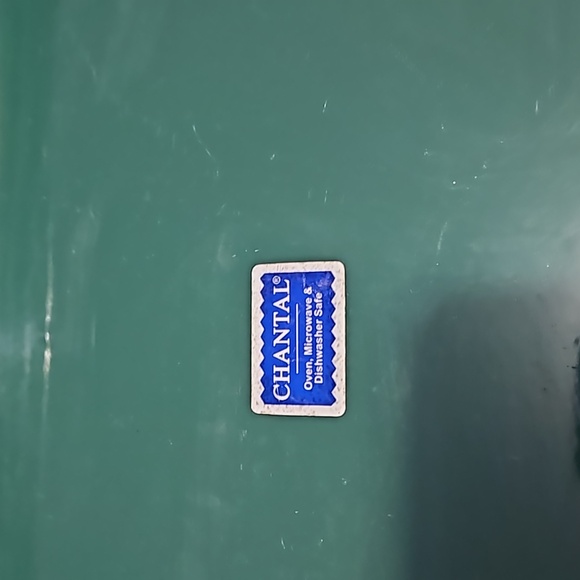 CHANTAL®
Oven, Microwave &
Dishwasher Safe